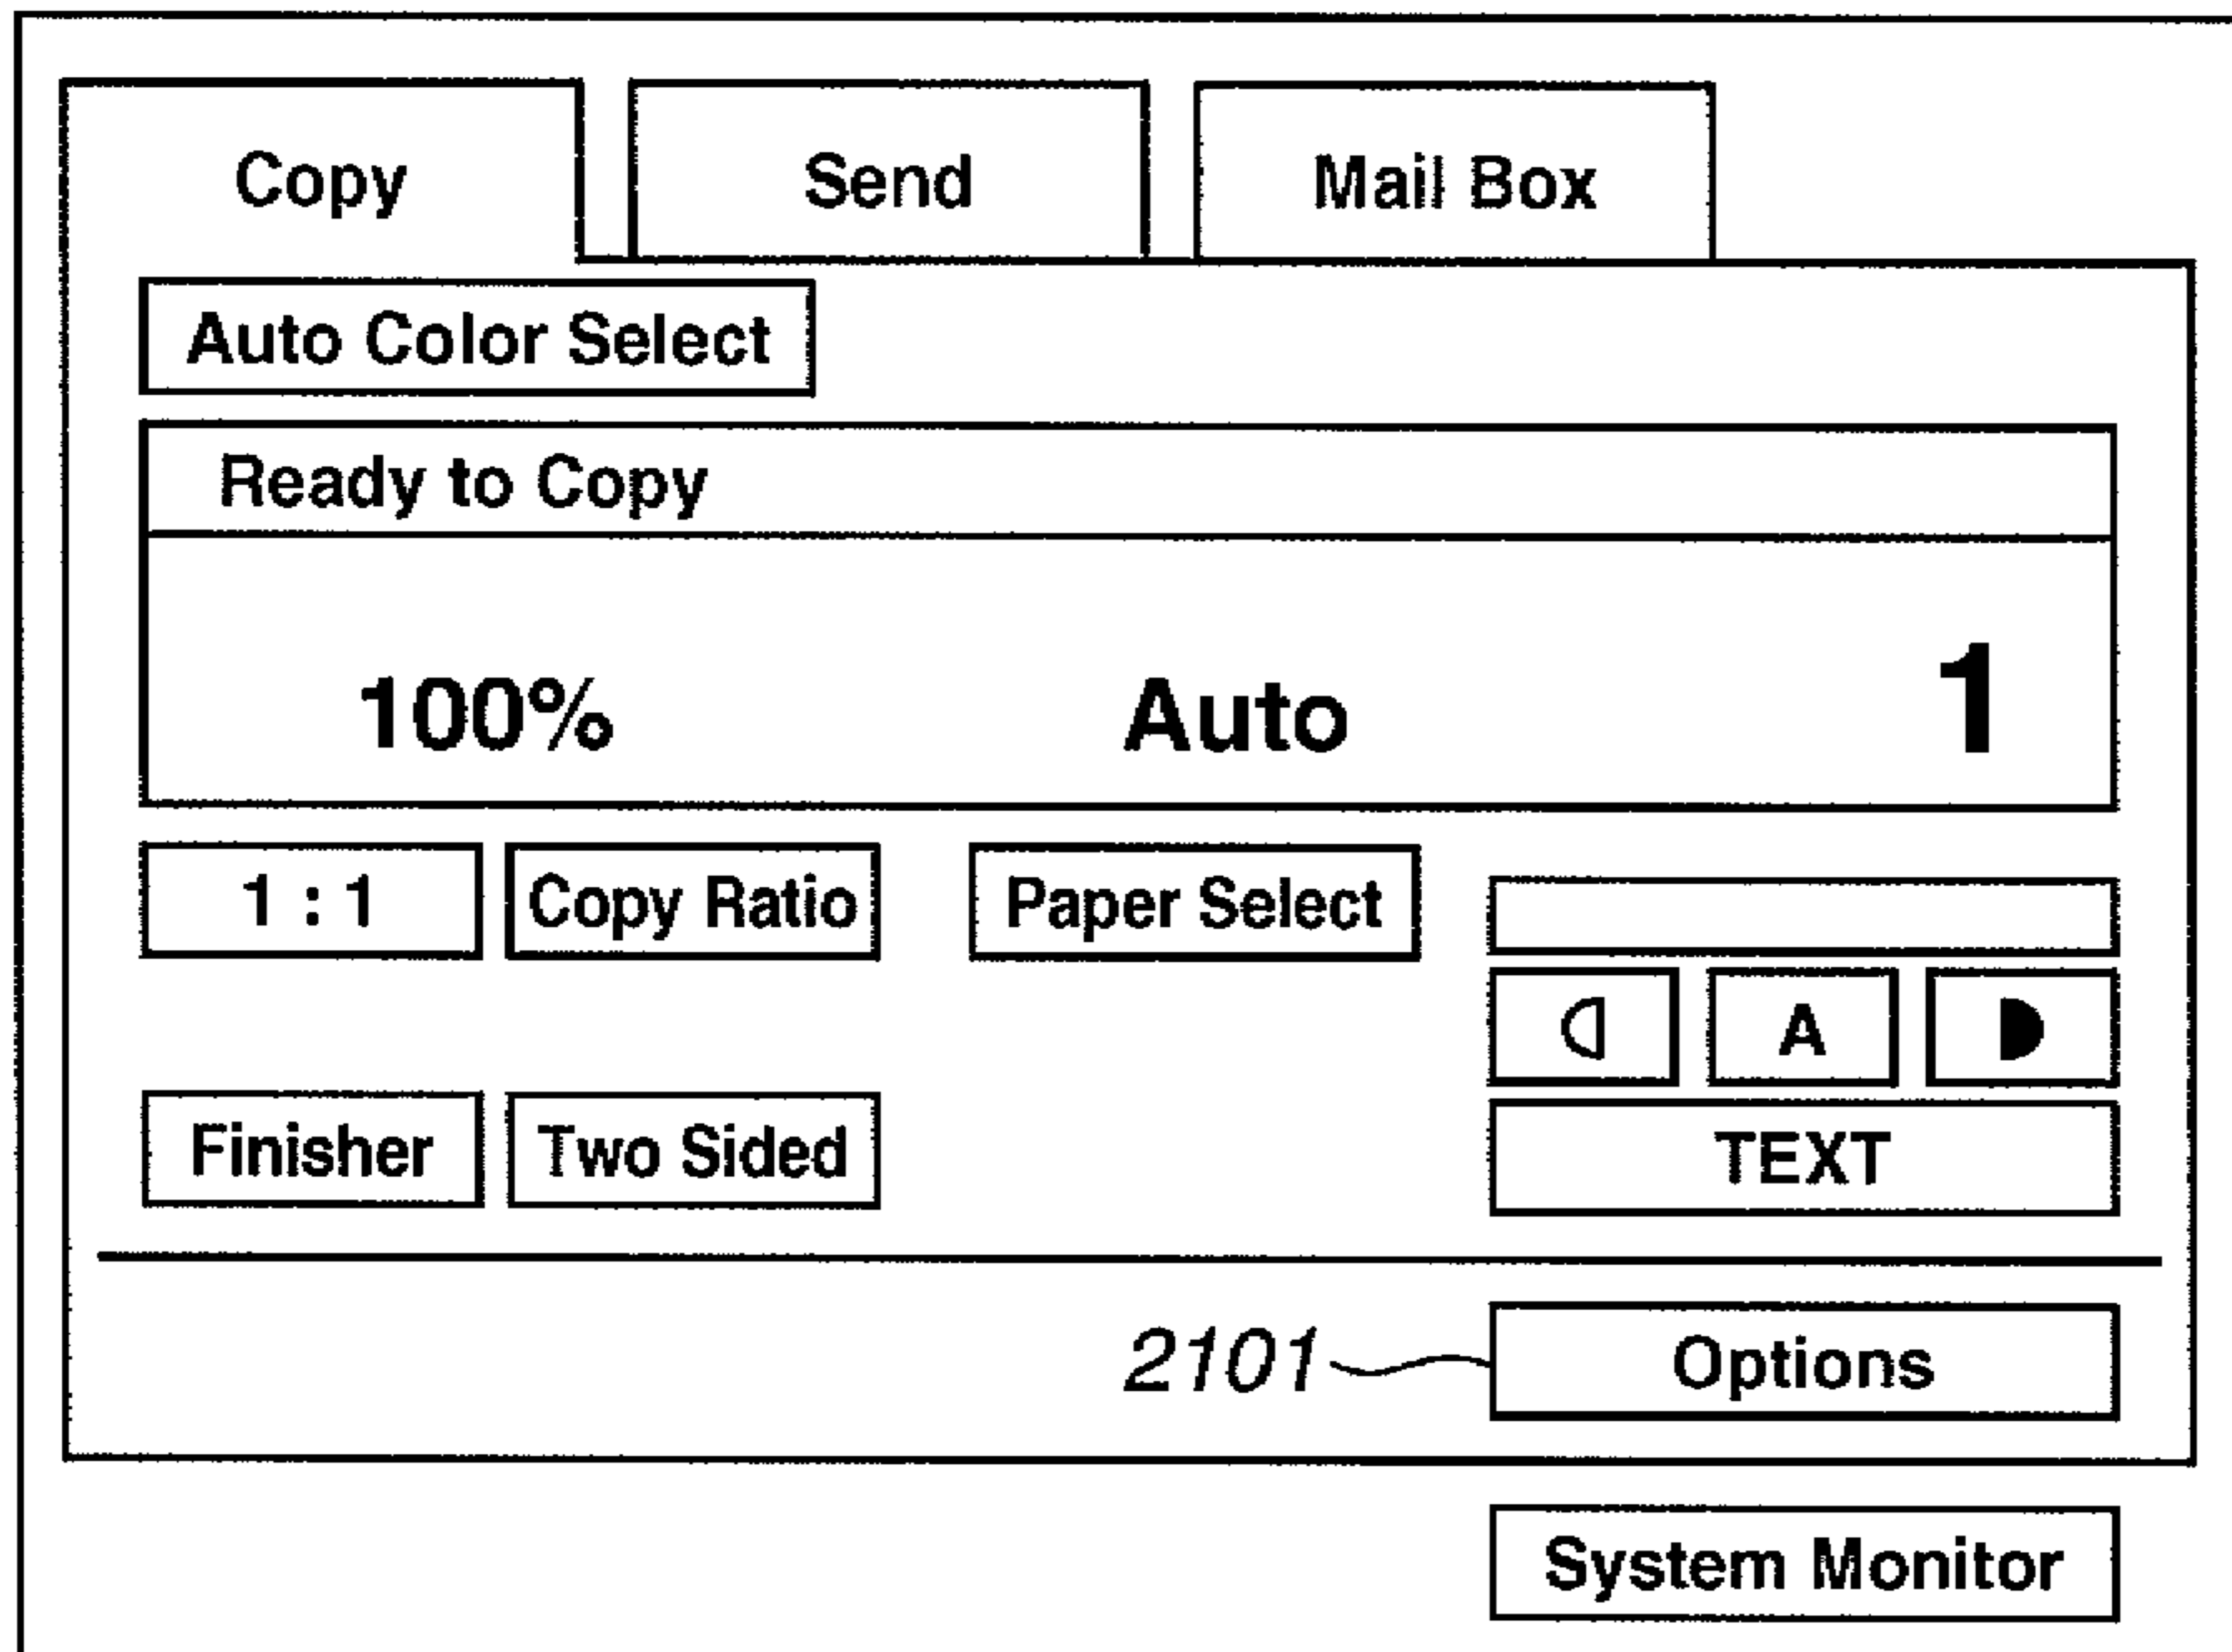 Copy Send Mail Box
Auto Color Select
Ready to Copy
100% Auto 1
1 : 1 Copy Ratio Paper Select
A
Finisher Two Sided TEXT
2101 Options
System Monitor